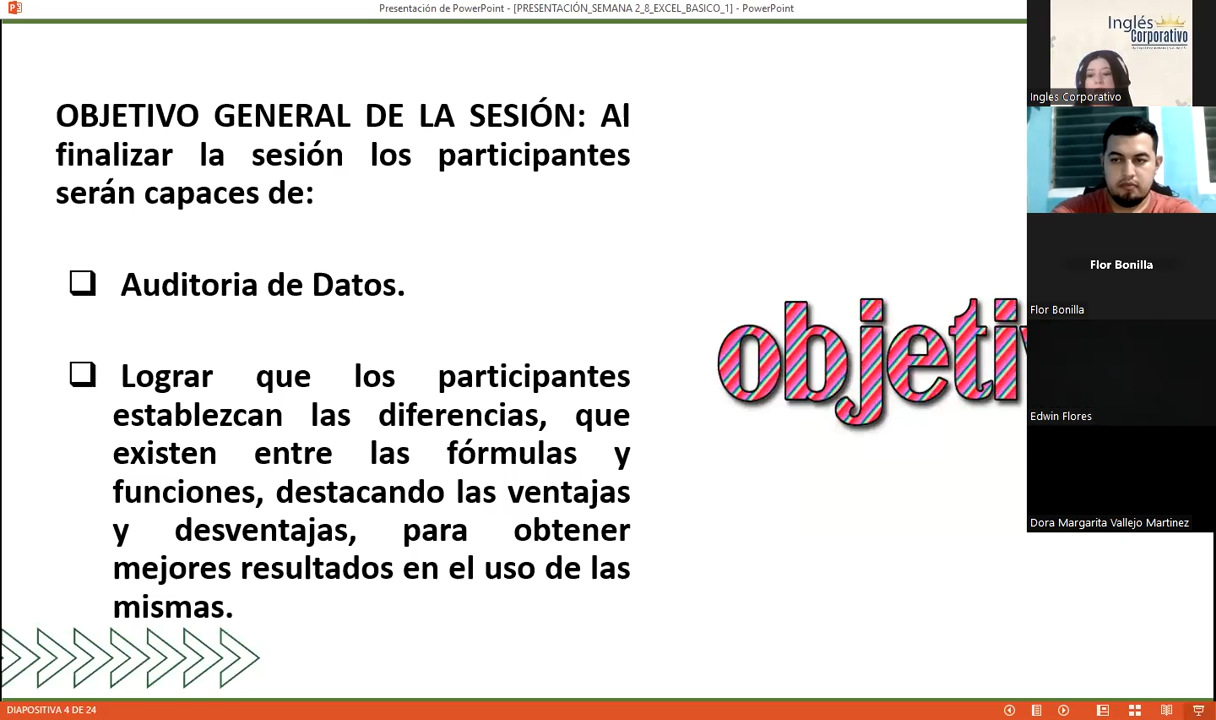 Presentación de PowerPoint - [PRESENTACIÓN_SEMANA 2_8_EXCEL_BASICO_1] - PowerPoint
OBJETIVO GENERAL DE LA SESIÓN: Al
finalizar la sesión los participantes
serán capaces de:
Auditoria de Datos.
Lograr que los participantes
establezcan las diferencias, que
existen entre las fórmulas y
funciones, destacando las ventajas
y desventajas, para obtener
mejores resultados en el uso de las
mismas.
objeti
Inglés
Corporativo
Ingles Corporativo
Flor Bonilla
Flor Bonilla
Edwin Flores
Dora Margarita Vallejo Martinez
DIAPOSITIVA 4 DE 24